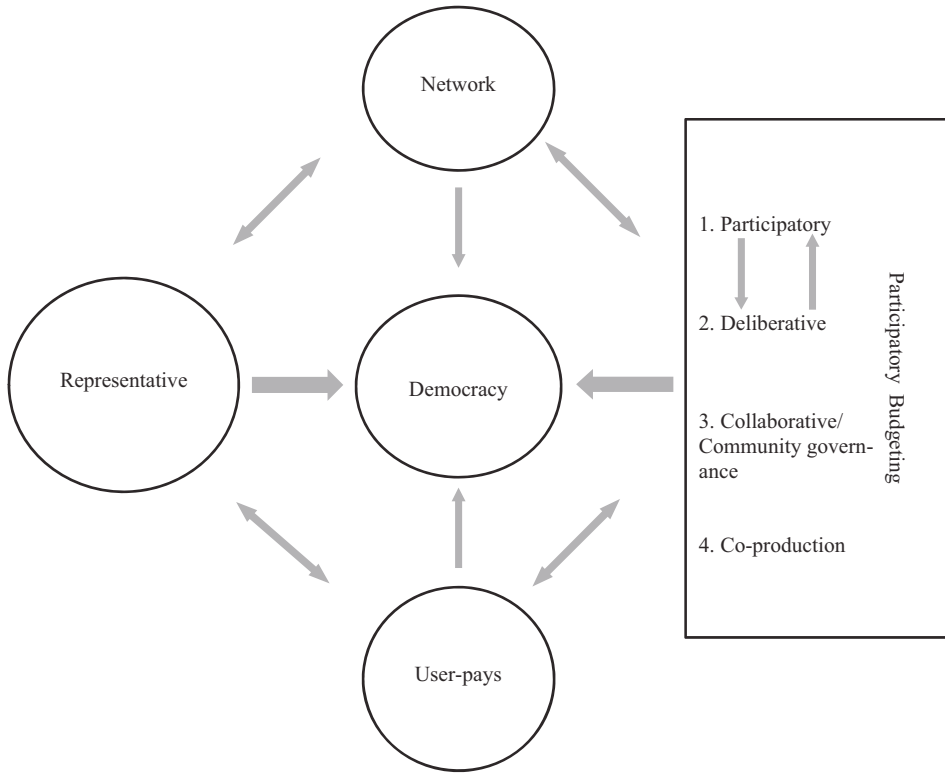 Network
1. Participatory
2. Deliberative
Participatory Budgeting
Representative
Democracy
3. Collaborative/
Community govern-
ance
4. Co-production
User-pays